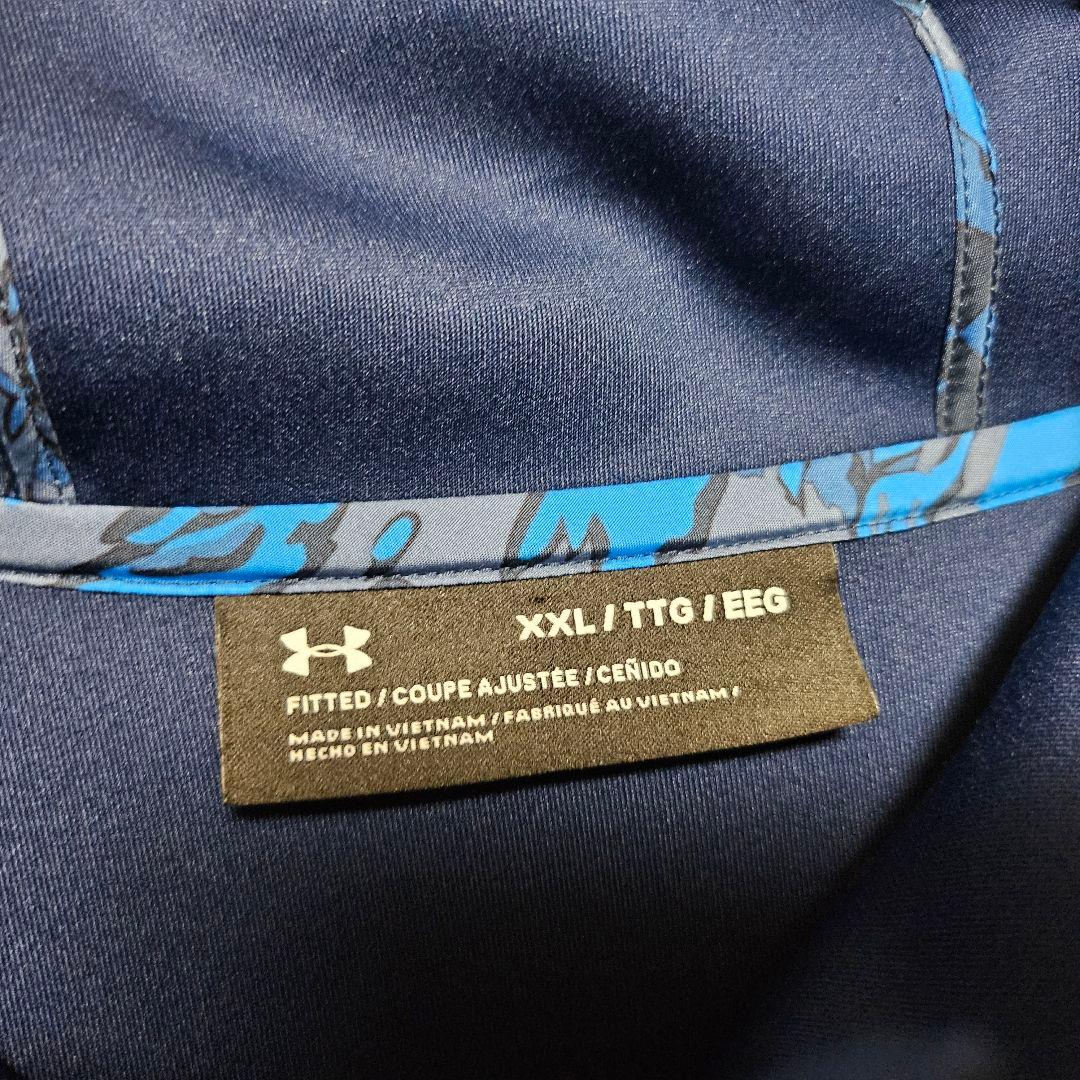 XXL / TTG / EEG
FITTED / COUPE AJUSTÉE / CEÑIDO
MADE IN VIETNAM / FABRIQUÉ AU VIETNAM /
HECHO EN VIETNAM